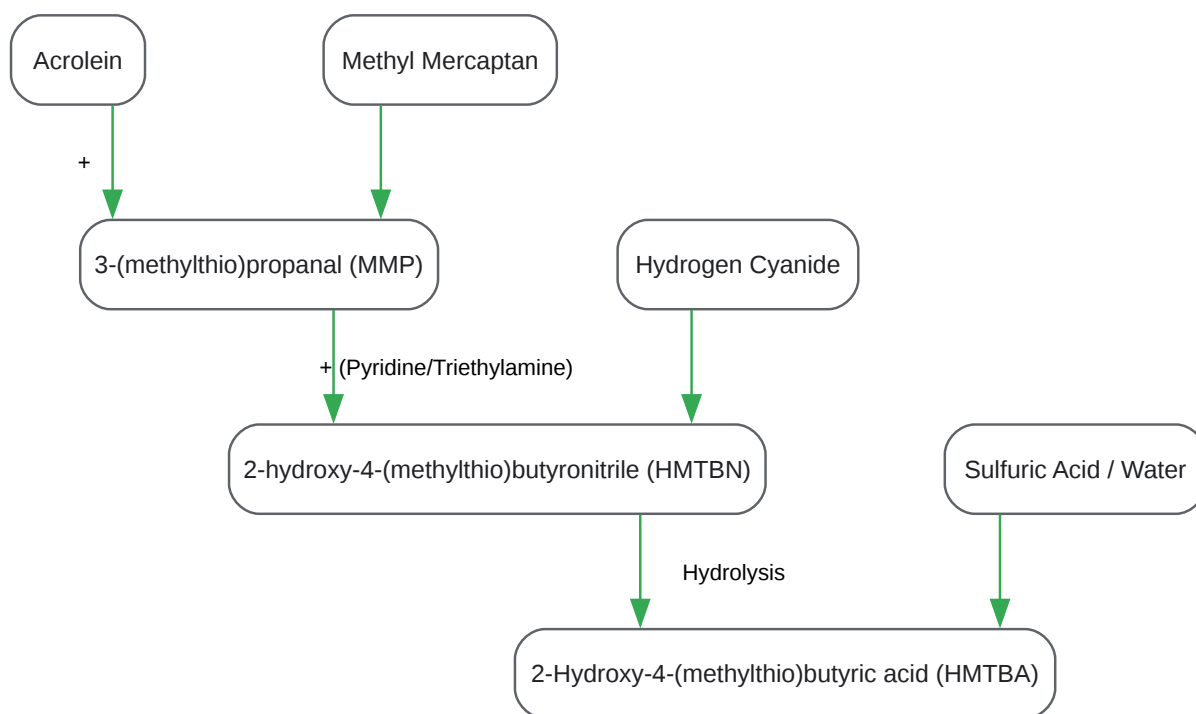 Acrolein
Methyl Mercaptan
+
3-(methylthio)propanal (MMP)
Hydrogen Cyanide
+ (Pyridine/Triethylamine)
2-hydroxy-4-(methylthio)butyronitrile (HMTBN)
Sulfuric Acid / Water
Hydrolysis
2-Hydroxy-4-(methylthio)butyric acid (HMTBA)